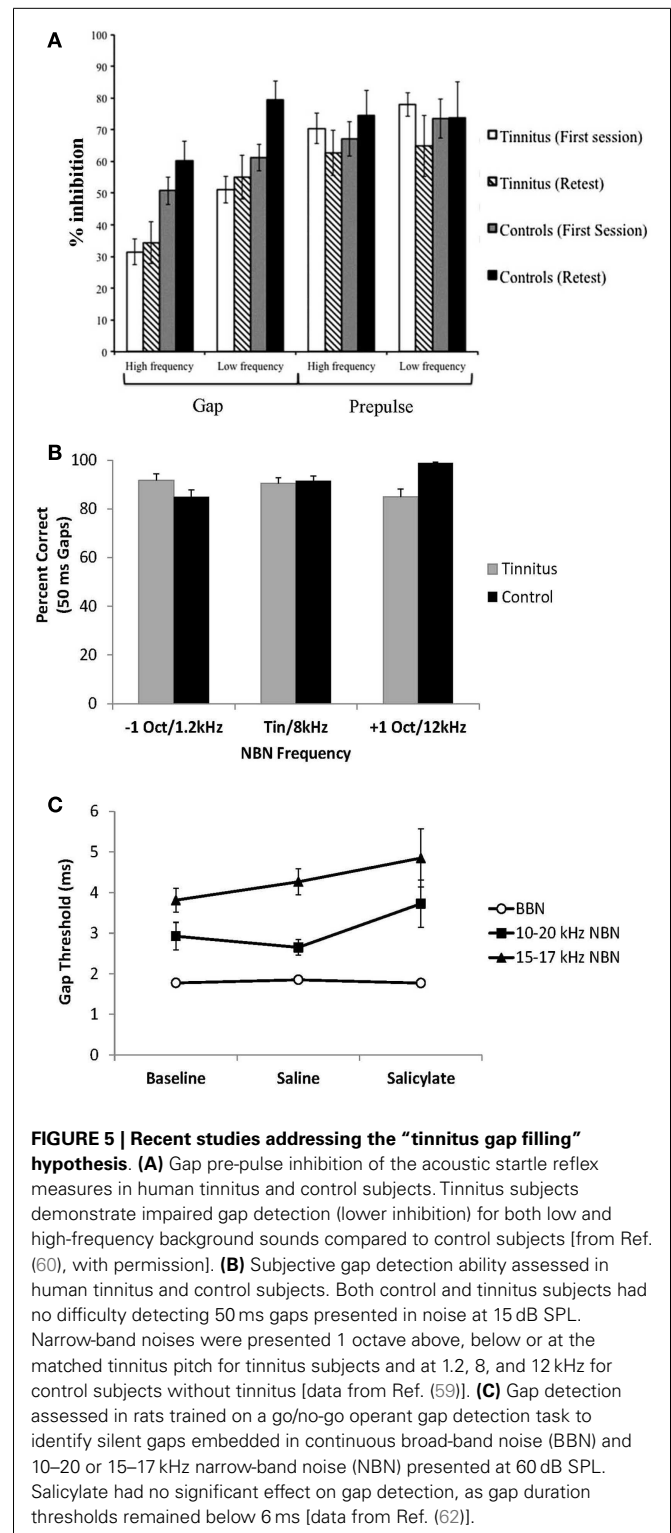 A
100
90
80
70
60
50
40
30
20
10
0
% inhibition
High frequency
Low frequency
High frequency
Low frequency
Gap
Prepulse
Tinnitus (First session)
Tinnitus (Retest)
Controls (First Session)
Controls (Retest)
B
100
80
60
40
20
0
Percent Correct
(50 ms Gaps)
-1 Oct/1.2kHz
Tin/8kHz
+1 Oct/12kHz
NBN Frequency
Tinnitus
Control
C
6
5
4
3
2
1
0
Gap Threshold (ms)
Baseline
Saline
Salicylate
BBN
10-20 kHz NBN
15-17 kHz NBN
FIGURE 5 | Recent studies addressing the “tinnitus gap filling”
hypothesis. (A) Gap pre-pulse inhibition of the acoustic startle reflex
measures in human tinnitus and control subjects. Tinnitus subjects
demonstrate impaired gap detection (lower inhibition) for both low and
high-frequency background sounds compared to control subjects [from Ref.
(60), with permission]. (B) Subjective gap detection ability assessed in
human tinnitus and control subjects. Both control and tinnitus subjects had
no difficulty detecting 50 ms gaps presented in noise at 15 dB SPL.
Narrow-band noises were presented 1 octave above, below or at the
matched tinnitus pitch for tinnitus subjects and at 1.2, 8, and 12 kHz for
control subjects without tinnitus [data from Ref. (59)]. (C) Gap detection
assessed in rats trained on a go/no-go operant gap detection task to
identify silent gaps embedded in continuous broad-band noise (BBN) and
10–20 or 15–17 kHz narrow-band noise (NBN) presented at 60 dB SPL.
Salicylate had no significant effect on gap detection, as gap duration
thresholds remained below 6 ms [data from Ref. (62)].